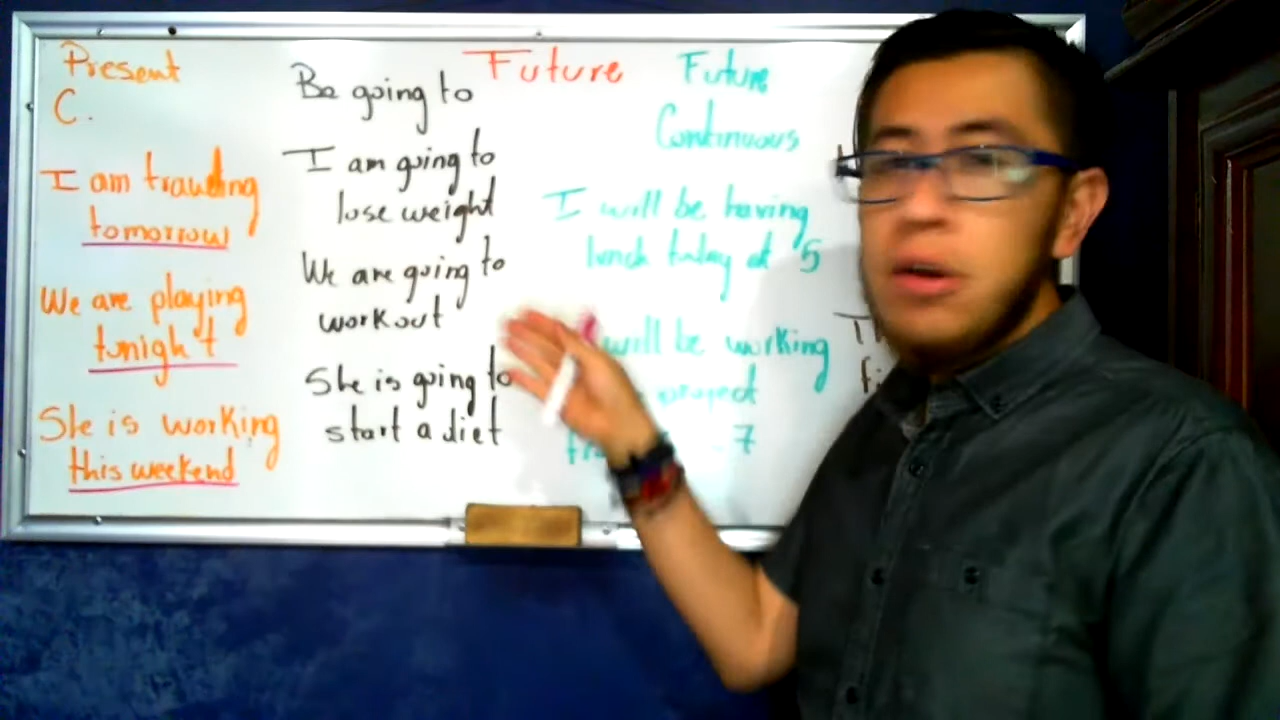 Future
Present
C.
I am traveling
tomorrow
We are playing
tonight
She is working
this weekend
Be going to
I am going to
lose weight
We are going to
workout
She is going to
start a diet
Future
Continuous
I will be having
lunch today at 5
will be working
project
7